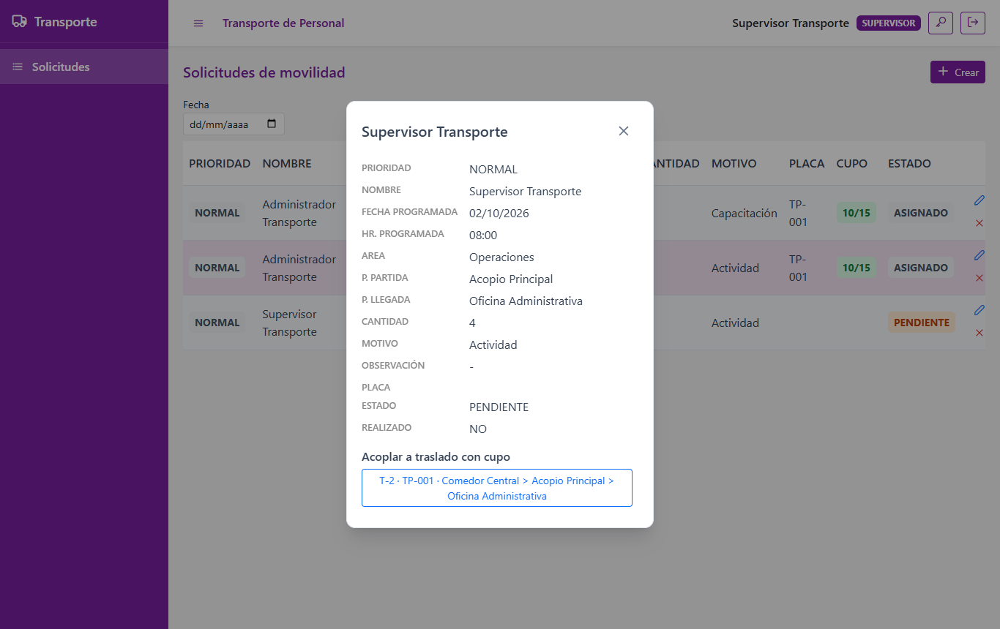 Transporte
Transporte de Personal
Supervisor Transporte SUPERVISOR
Solicitudes
Solicitudes de movilidad
Crear
Fecha
dd/mm/aaaa
PRIORIDAD NOMBRE ANTIDAD MOTIVO PLACA CUPO ESTADO
NORMAL Administrador Transporte Capacitación TP-001 10/15 ASIGNADO
NORMAL Administrador Transporte Actividad TP-001 10/15 ASIGNADO
NORMAL Supervisor Transporte Actividad PENDIENTE
Supervisor Transporte
PRIORIDAD NORMAL
NOMBRE Supervisor Transporte
FECHA PROGRAMADA 02/10/2026
HR. PROGRAMADA 08:00
AREA Operaciones
P. PARTIDA Acopio Principal
P. LLEGADA Oficina Administrativa
CANTIDAD 4
MOTIVO Actividad
OBSERVACIÓN -
PLACA
ESTADO PENDIENTE
REALIZADO NO
Acoplar a traslado con cupo
T-2 · TP-001 · Comedor Central > Acopio Principal >
Oficina Administrativa